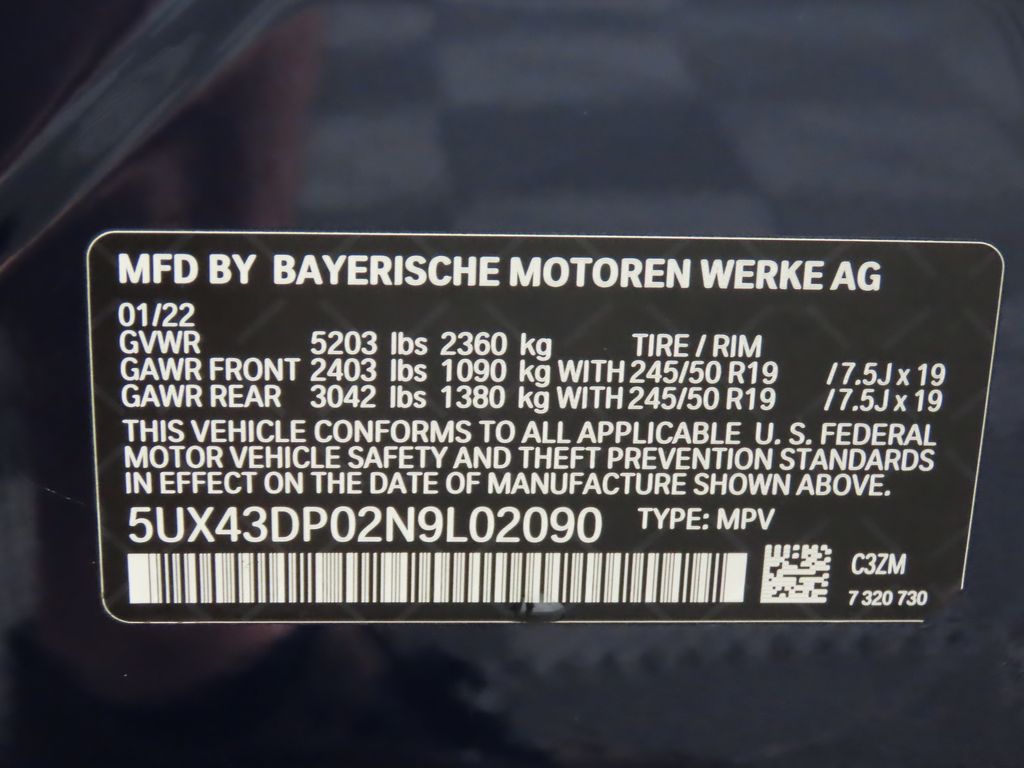 MFD BY BAYERISCHE MOTOREN WERKE AG
01/22
GVWR 5203 lbs 2360 kg TIRE / RIM
GAWR FRONT 2403 lbs 1090 kg WITH 245/50 R19 / 7.5J x 19
GAWR REAR 3042 lbs 1380 kg WITH 245/50 R19 / 7.5J x 19
THIS VEHICLE CONFORMS TO ALL APPLICABLE U. S. FEDERAL
MOTOR VEHICLE SAFETY AND THEFT PREVENTION STANDARDS
IN EFFECT ON THE DATE OF MANUFACTURE SHOWN ABOVE.
5UX43DP02N9L02090 TYPE: MPV
C3ZM
7 320 730